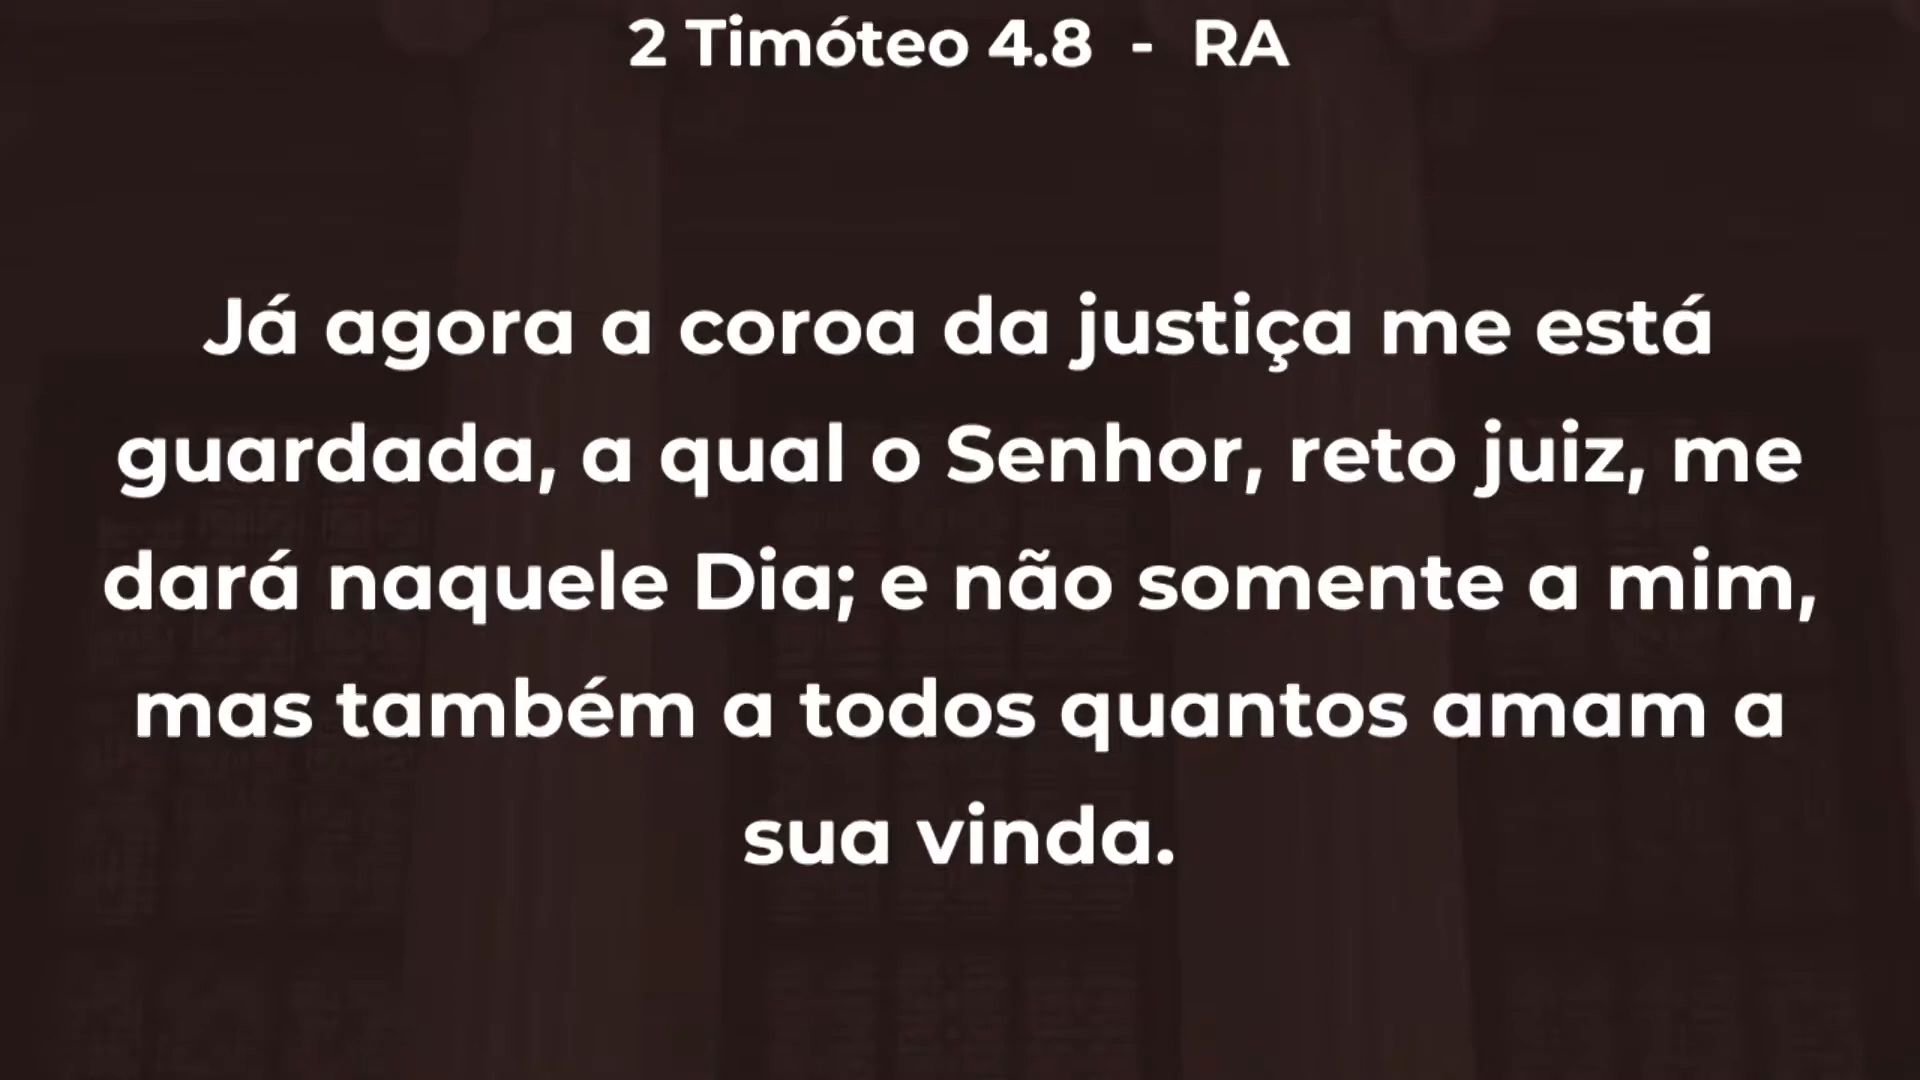 2 Timóteo 4.8 - RA
Já agora a coroa da justiça me está
guardada, a qual o Senhor, reto juiz, me
dará naquele Dia; e não somente a mim,
mas também a todos quantos amam a
sua vinda.